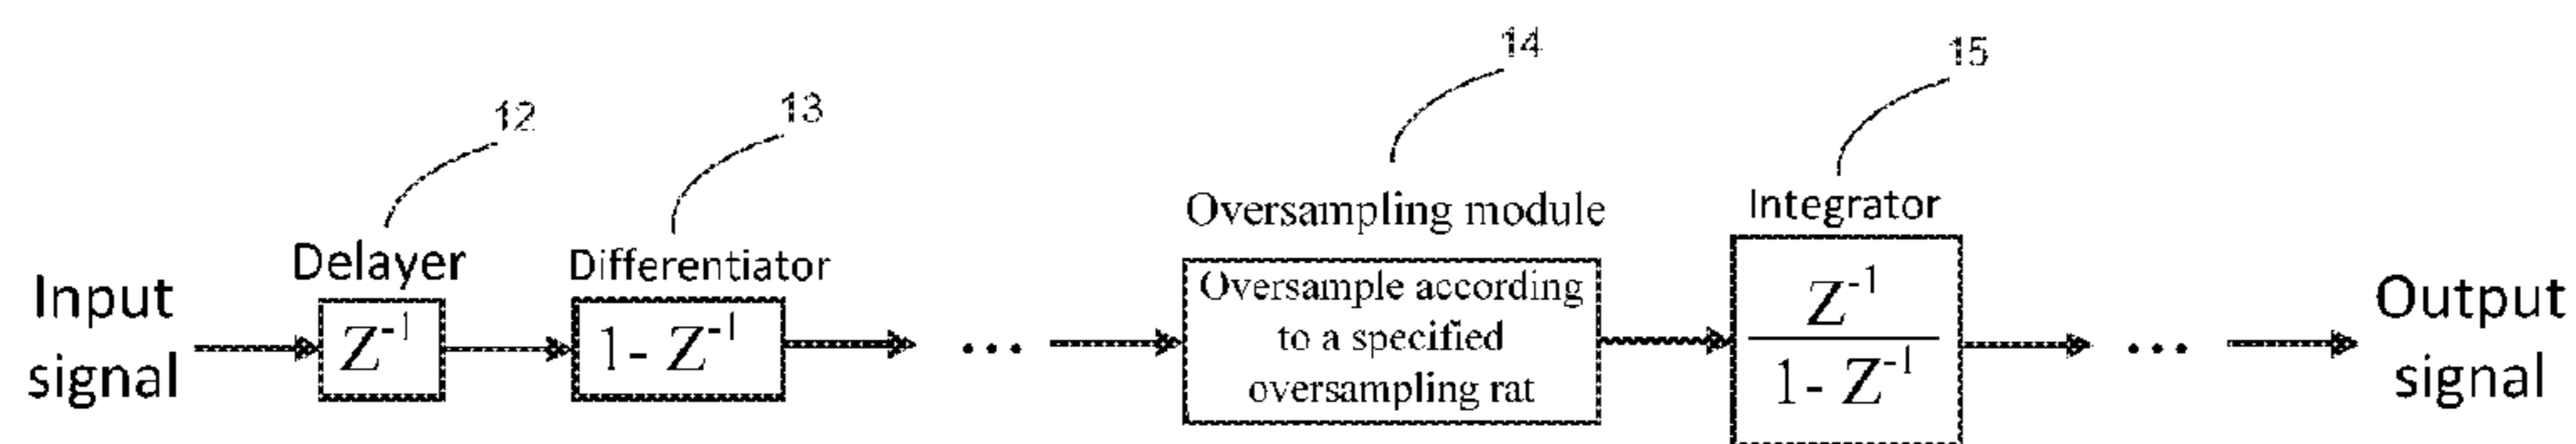 12
13
14
15
Input
signal
Delayer
Z⁻¹
Differentiator
1- Z⁻¹
...
Oversampling module
Oversample according
to a specified
oversampling rat
Integrator
Z⁻¹
1- Z⁻¹
...
Output
signal